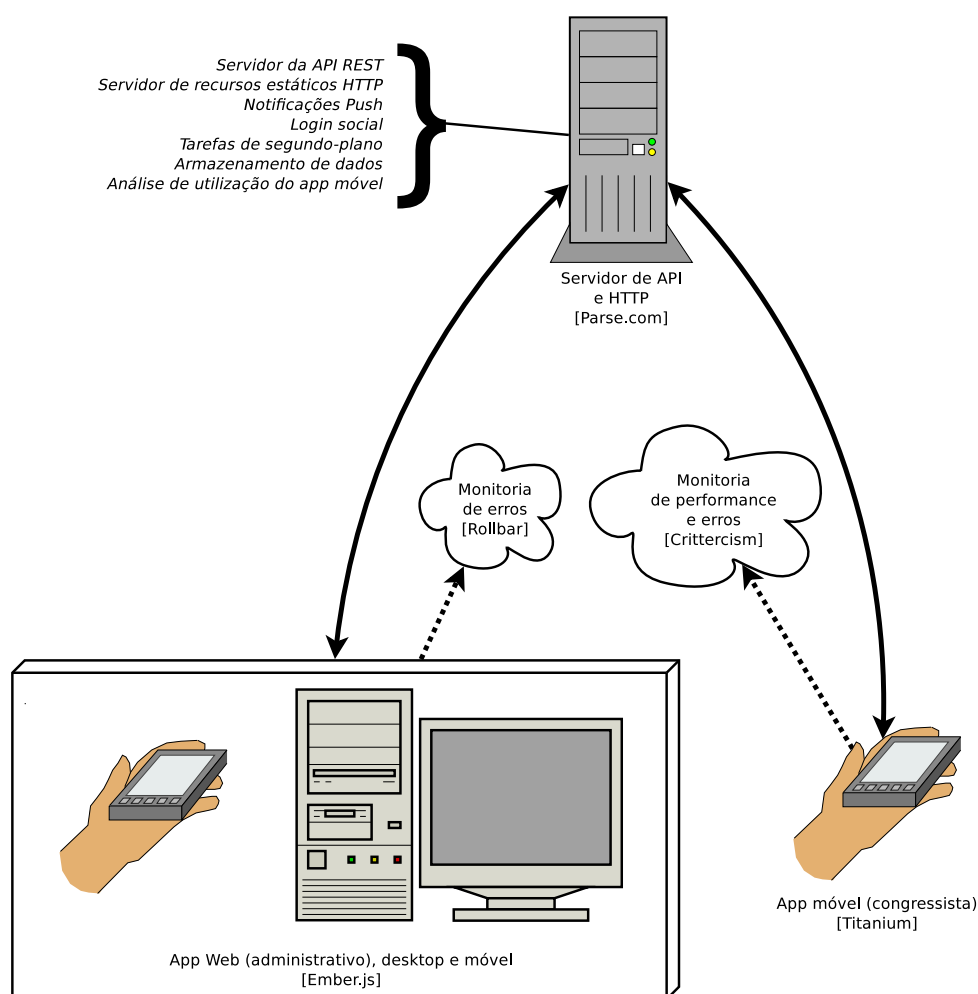 Servidor da API REST
Servidor de recursos estáticos HTTP
Notificações Push
Login social
Tarefas de segundo-plano
Armazenamento de dados
Análise de utilização do app móvel
Servidor de API
e HTTP
[Parse.com]
Monitoria
de erros
[Rollbar]
Monitoria
de performance
e erros
[Crittercism]
App móvel (congressista)
[Titanium]
App Web (administrativo), desktop e móvel
[Ember.js]